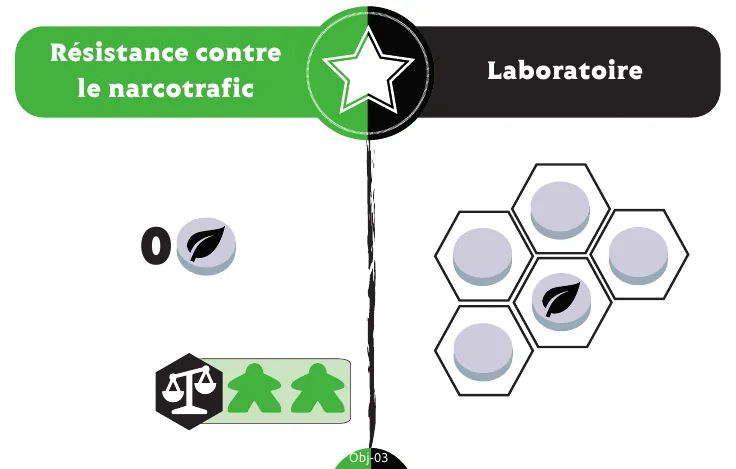 Résistance contre
le narcotrafic
Laboratoire
0
Obj-03